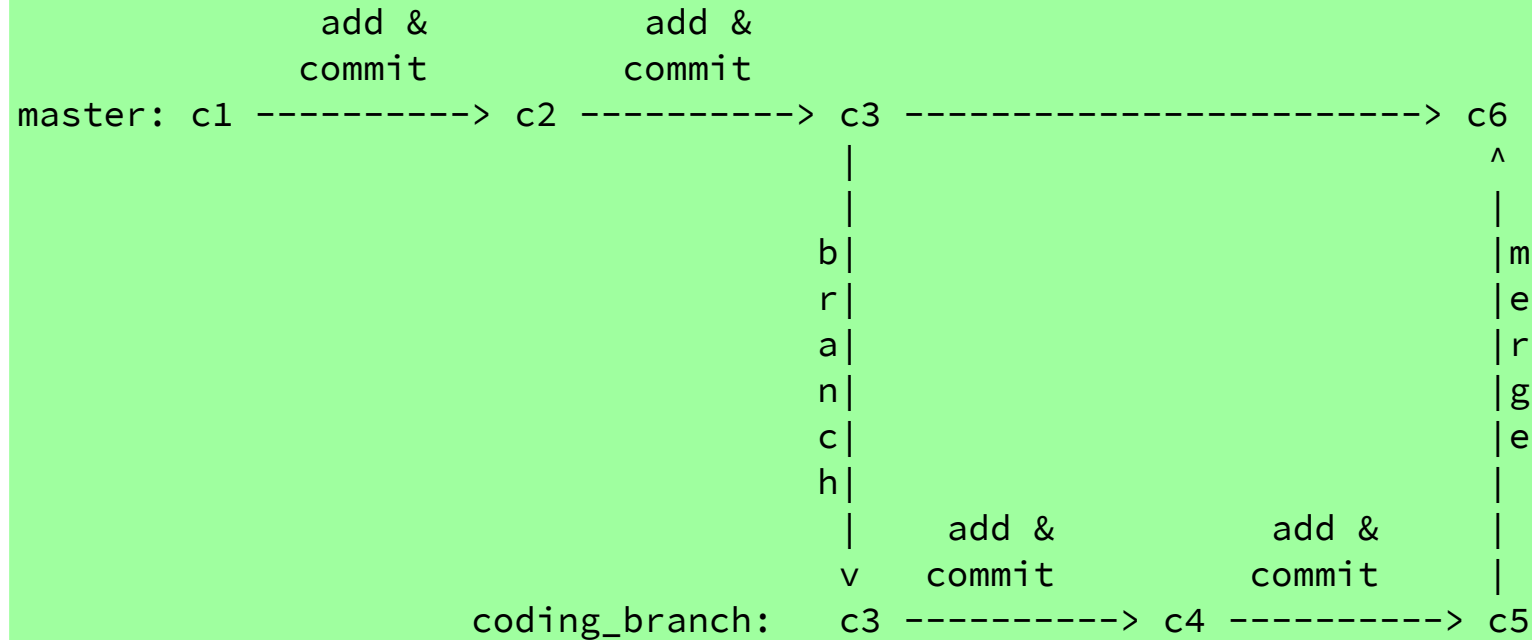 add & add &
commit commit
master: c1 ----------> c2 ----------> c3 ------------------------> c6
| ^
| |
b| |m
r| |e
a| |r
n| |g
c| |e
h| |
| add & add & |
v commit commit |
coding_branch: c3 ----------> c4 ----------> c5